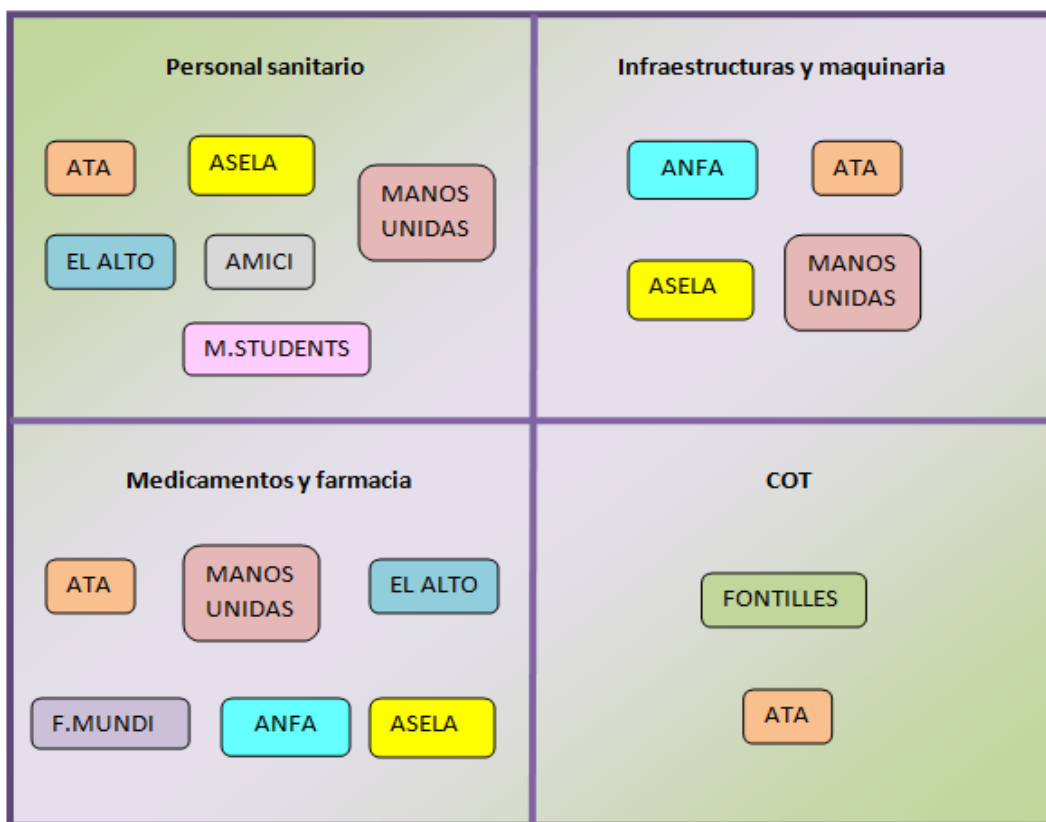 Personal sanitario
ATA
ASELA
MANOS
UNIDAS
EL ALTO
AMICI
M.STUDENTS
Infraestructuras y maquinaria
ANFA
ATA
ASELA
MANOS
UNIDAS
Medicamentos y farmacia
ATA
MANOS
UNIDAS
EL ALTO
F.MUNDI
ANFA
ASELA
COT
FONTILLES
ATA